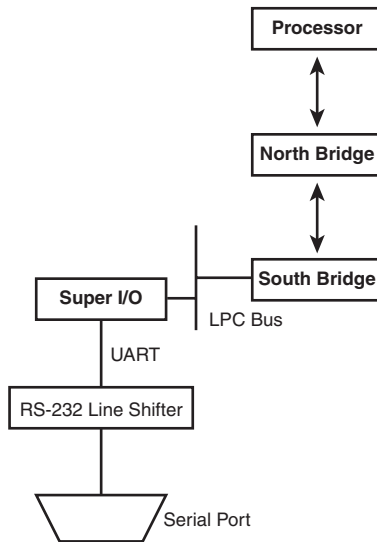 Processor
North Bridge
South Bridge
Super I/O
LPC Bus
UART
RS-232 Line Shifter
Serial Port